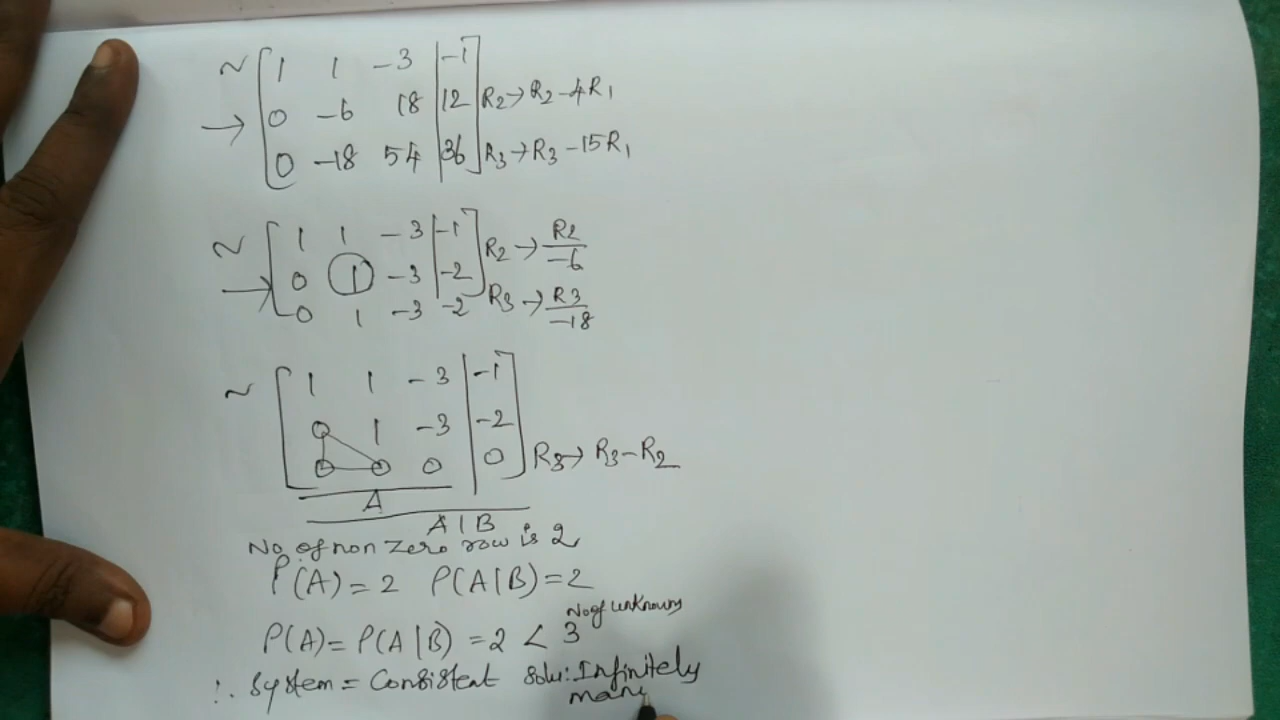 ~ [ 1 1 -3 | -1 ]
→ 0 -6 18 | 12 R2→R2-4R1
0 -18 54 | 36 R3→R3-15R1
~ [ 1 1 -3 | -1 ] R2→R2/-6
→ 0 1 -3 | -2
0 1 -3 -2 R3→R3/-18
~ [ 1 1 -3 | -1 ]
0 1 -3 | -2
0 0 0 | 0 R3→R3-R2
A
A|B
No of non zero row is 2
ρ(A)=2 ρ(A|B)=2
No of unknowns
ρ(A)=ρ(A|B)=2 < 3
∴ System = Consistent Solu: Infinitely
many